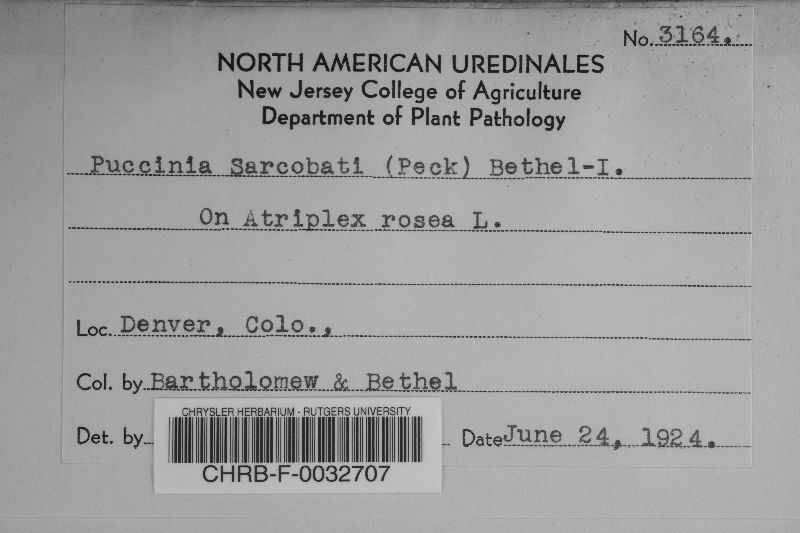 No. 3164.
NORTH AMERICAN UREDINALES
New Jersey College of Agriculture
Department of Plant Pathology
Puccinia Sarcobati (Peck) Bethel-I.
On Atriplex rosea L.
Loc. Denver, Colo.,
Col. by Bartholomew & Bethel
Det. by Date June 24, 1924.
CHRYSLER HERBARIUM - RUTGERS UNIVERSITY
CHRB-F-0032707